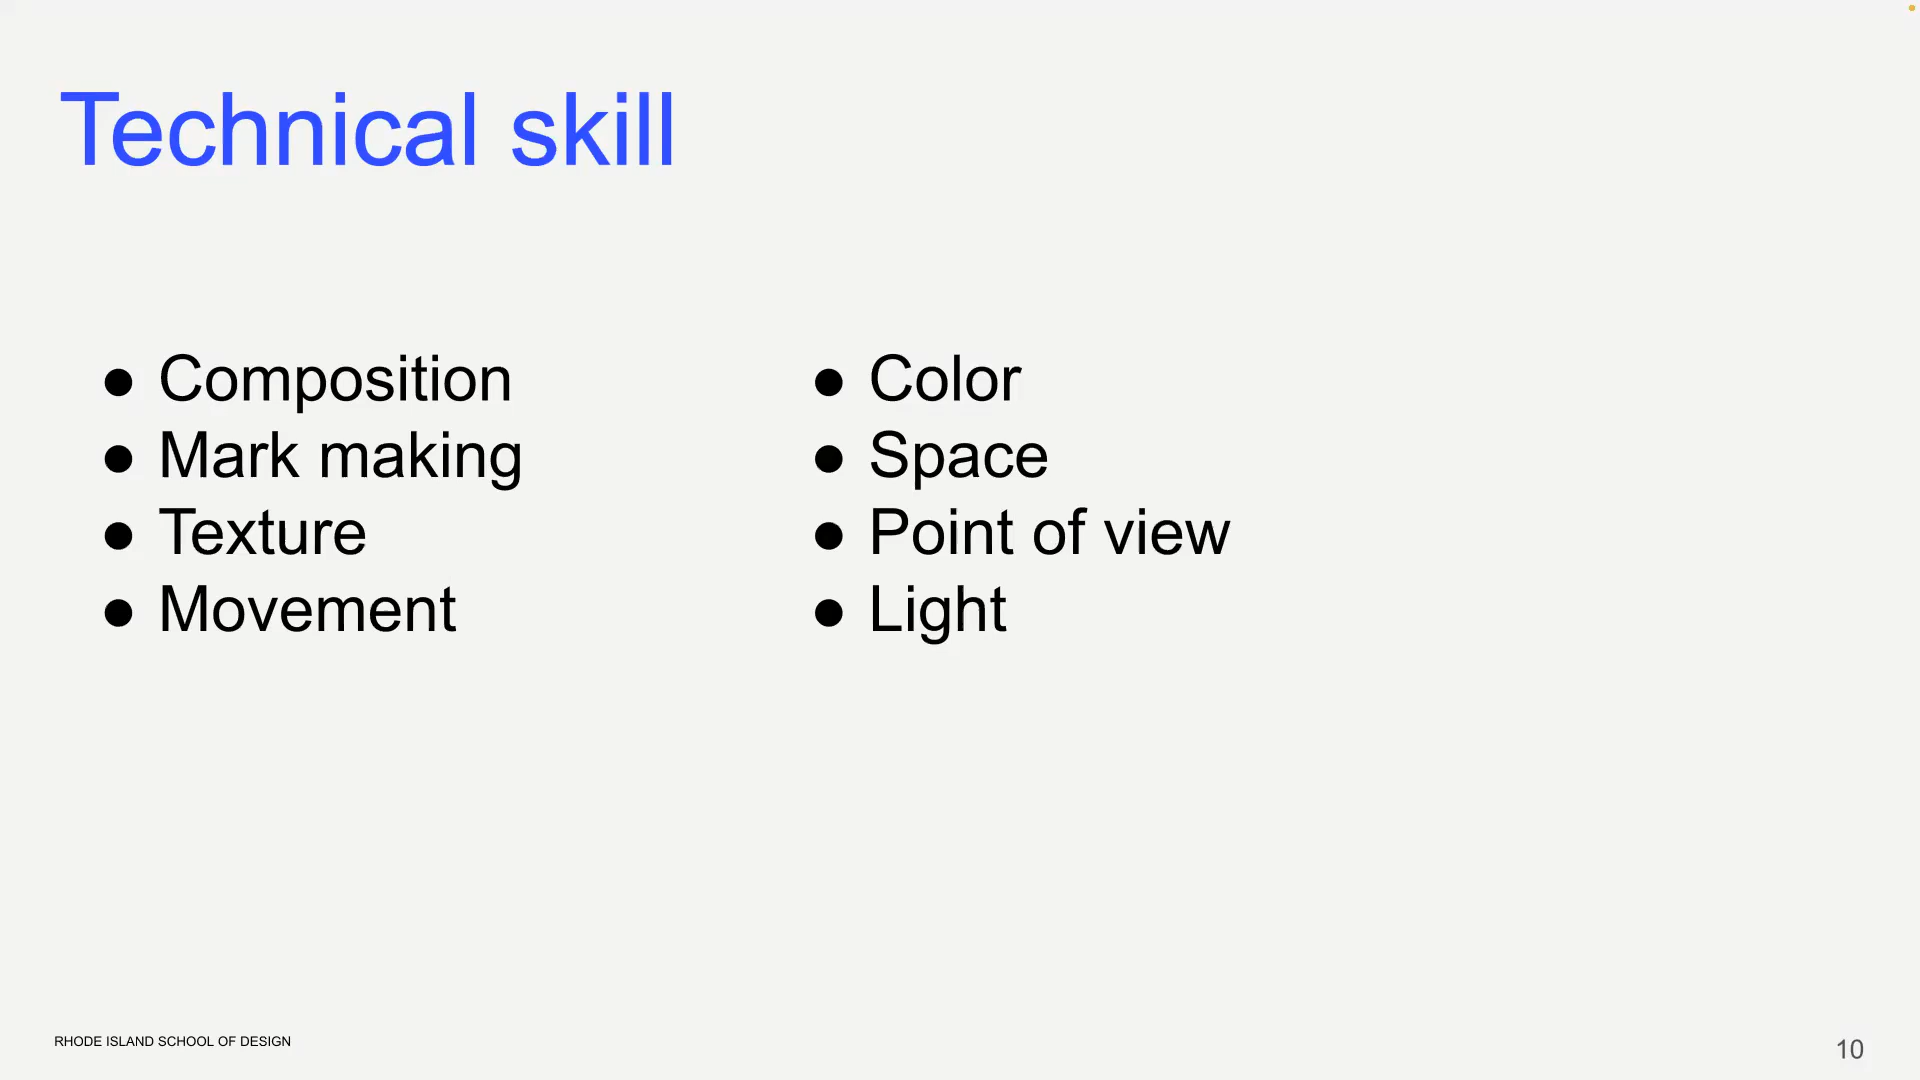 Technical skill
● Composition
● Mark making
● Texture
● Movement
● Color
● Space
● Point of view
● Light
RHODE ISLAND SCHOOL OF DESIGN
10